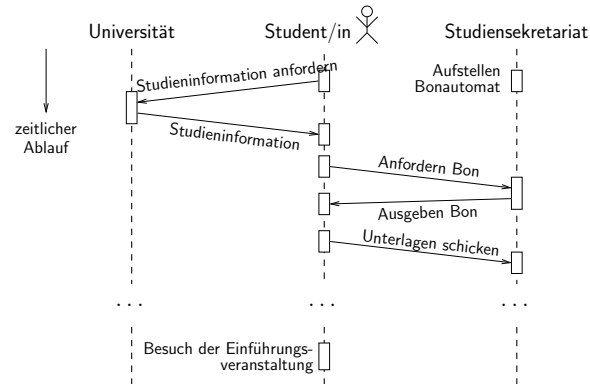 Universität
Student/in
Studiensekretariat
Studieninformation anfordern
Aufstellen
Bonautomat
zeitlicher
Ablauf
Studieninformation
Anfordern Bon
Ausgeben Bon
Unterlagen schicken
...
...
...
Besuch der Einführungs-
veranstaltung